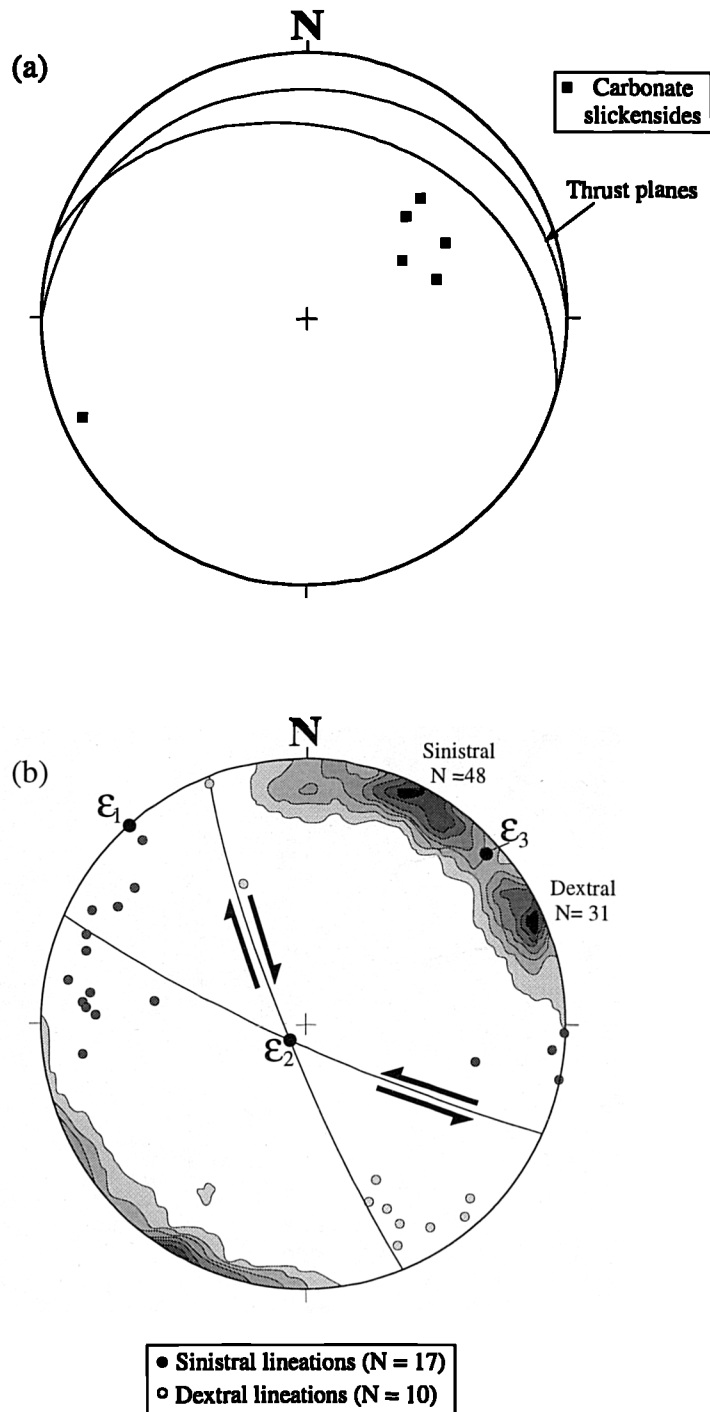 N
(a)
■ Carbonate
slickensides
Thrust planes
N
(b)
Sinistral
N =48
ε1
ε3
Dextral
N= 31
ε2
● Sinistral lineations (N = 17)
○ Dextral lineations (N = 10)